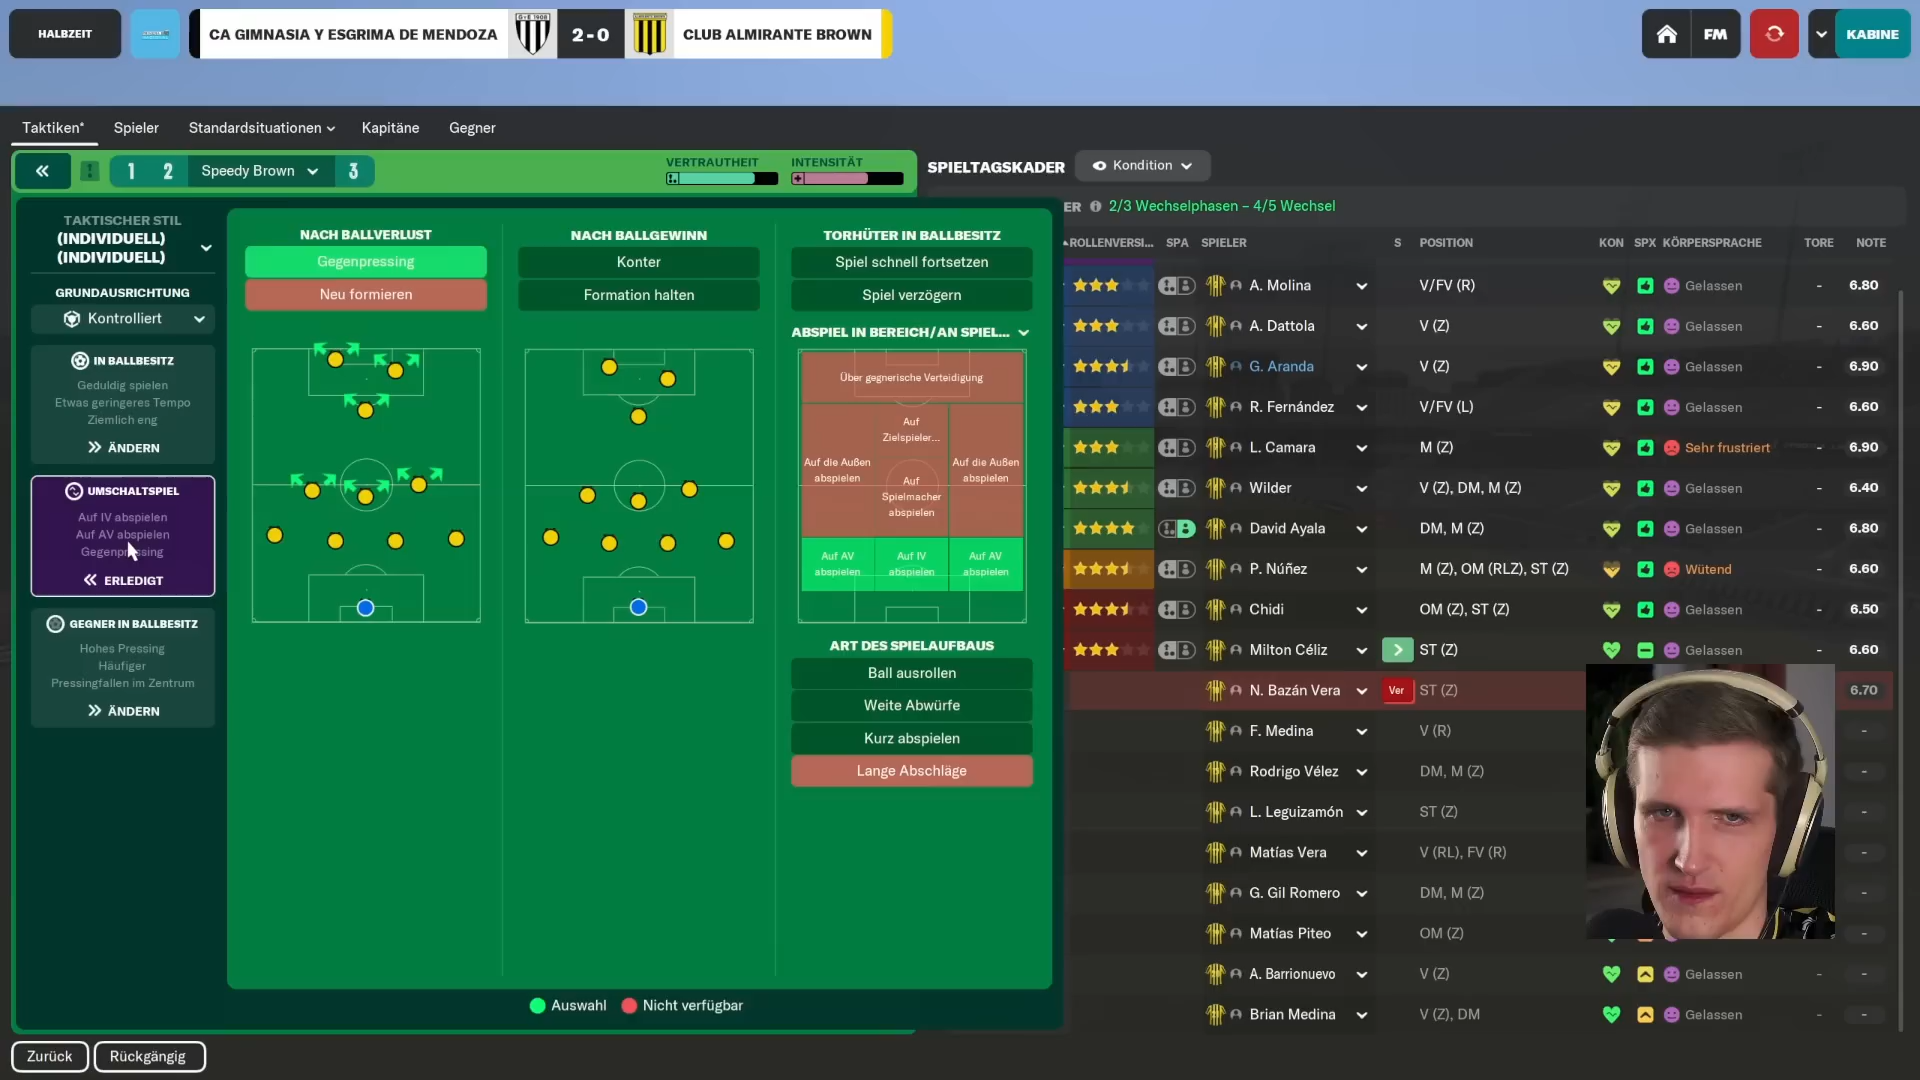 HALBZEIT
CA GIMNASIA Y ESGRIMA DE MENDOZA
2-0
CLUB ALMIRANTE BROWN
FM
KABINE
Taktiken*
Spieler
Standardsituationen
Kapitäne
Gegner
1 2 Speedy Brown 3
VERTRAUTHEIT
INTENSITÄT
TAKTISCHER STIL
(INDIVIDUELL)
(INDIVIDUELL)
GRUNDAUSRICHTUNG
Kontrolliert
IN BALLBESITZ
Geduldig spielen
Etwas geringeres Tempo
Ziemlich eng
ÄNDERN
UMSCHALTSPIEL
Auf IV abspielen
Auf AV abspielen
Gegenpressing
ERLEDIGT
GEGNER IN BALLBESITZ
Hohes Pressing
Häufiger
Pressingfallen im Zentrum
ÄNDERN
NACH BALLVERLUST
Gegenpressing
Neu formieren
NACH BALLGEWINN
Konter
Formation halten
TORHÜTER IN BALLBESITZ
Spiel schnell fortsetzen
Spiel verzögern
ABSPIEL IN BEREICH/AN SPIEL...
Über gegnerische Verteidigung
Auf
Zielspieler...
Auf die Außen
abspielen
Auf
Spielmacher
abspielen
Auf die Außen
abspielen
Auf AV
abspielen
Auf IV
abspielen
Auf AV
abspielen
ART DES SPIELAUFBAUS
Ball ausrollen
Weite Abwürfe
Kurz abspielen
Lange Abschläge
Auswahl
Nicht verfügbar
Zurück
Rückgängig
SPIELTAGSKADER
Kondition
ER 2/3 Wechselphasen – 4/5 Wechsel
ROLLENVERSI... SPA SPIELER S POSITION KON SPX KÖRPERSPRACHE TORE NOTE
A. Molina V/FV (R) Gelassen - 6.80
A. Dattola V (Z) Gelassen - 6.60
G. Aranda V (Z) Gelassen - 6.90
R. Fernández V/FV (L) Gelassen - 6.60
L. Camara M (Z) Sehr frustriert - 6.90
Wilder V (Z), DM, M (Z) Gelassen - 6.40
David Ayala DM, M (Z) Gelassen - 6.80
P. Núñez M (Z), OM (RLZ), ST (Z) Wütend - 6.60
Chidi OM (Z), ST (Z) Gelassen - 6.50
Milton Céliz ST (Z) Gelassen - 6.60
N. Bazán Vera Ver ST (Z) 6.70
F. Medina V (R) -
Rodrigo Vélez DM, M (Z) -
L. Leguizamón ST (Z) -
Matías Vera V (RL), FV (R) -
G. Gil Romero DM, M (Z) -
Matías Piteo OM (Z) -
A. Barrionuevo V (Z) Gelassen - -
Brian Medina V (Z), DM Gelassen - -